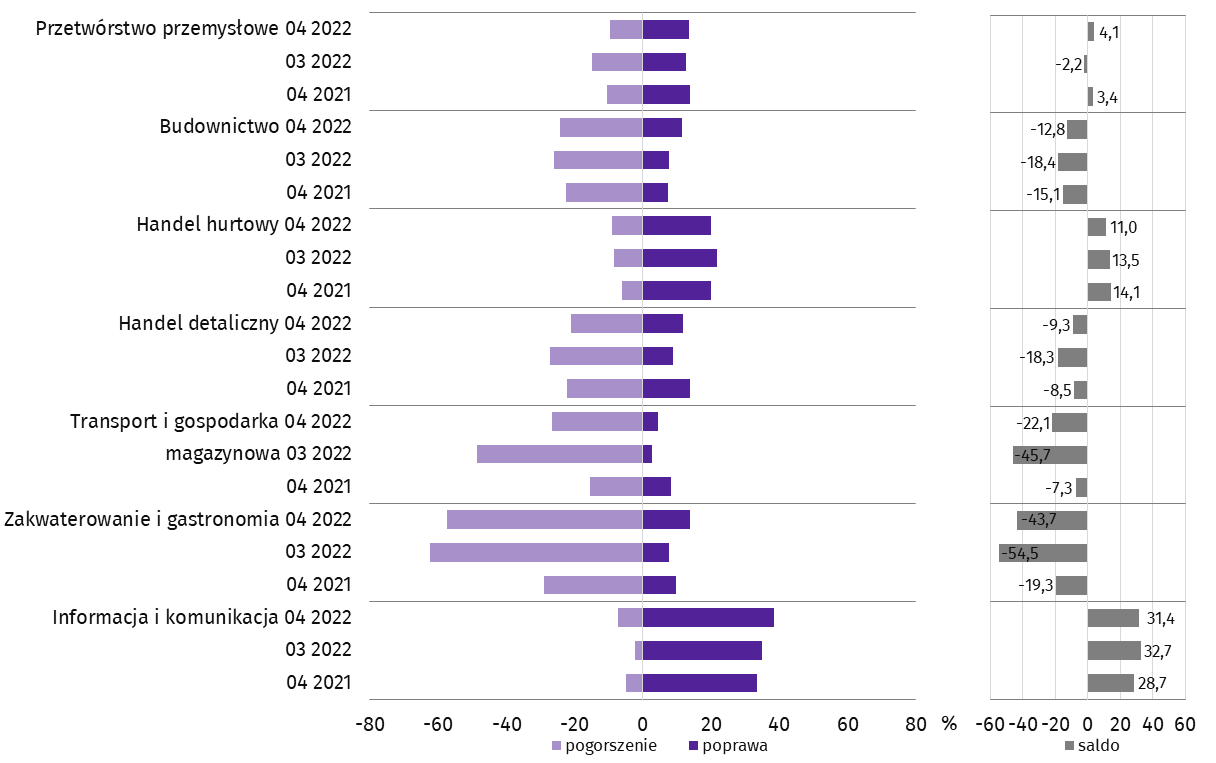 Przetwórstwo przemysłowe 04 2022 4,1
03 2022 -2,2
04 2021 3,4
Budownictwo 04 2022 -12,8
03 2022 -18,4
04 2021 -15,1
Handel hurtowy 04 2022 11,0
03 2022 13,5
04 2021 14,1
Handel detaliczny 04 2022 -9,3
03 2022 -18,3
04 2021 -8,5
Transport i gospodarka 04 2022 -22,1
magazynowa 03 2022 -45,7
04 2021 -7,3
Zakwaterowanie i gastronomia 04 2022 -43,7
03 2022 -54,5
04 2021 -19,3
Informacja i komunikacja 04 2022 31,4
03 2022 32,7
04 2021 28,7
-80 -60 -40 -20 0 20 40 60 80 % -60 -40 -20 0 20 40 60
pogorszenie poprawa saldo